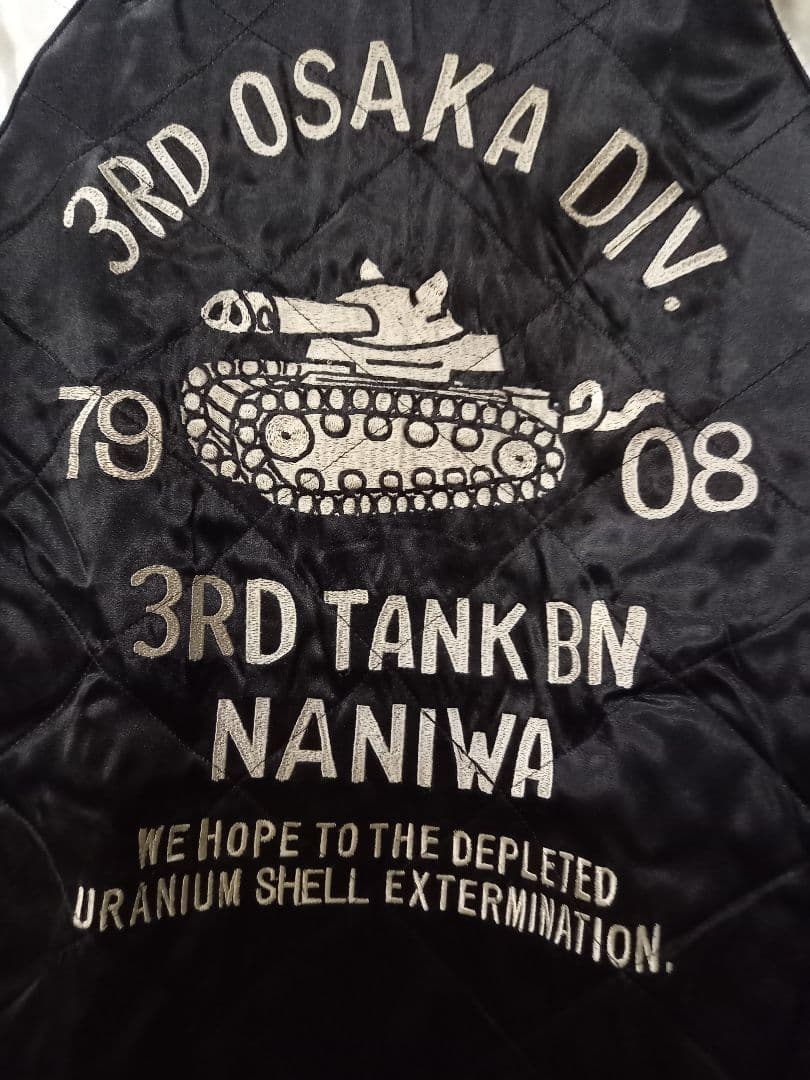 3RD OSAKA DIV.
79 08
3RD TANK BN
NANIWA
WE HOPE TO THE DEPLETED
URANIUM SHELL EXTERMINATION.